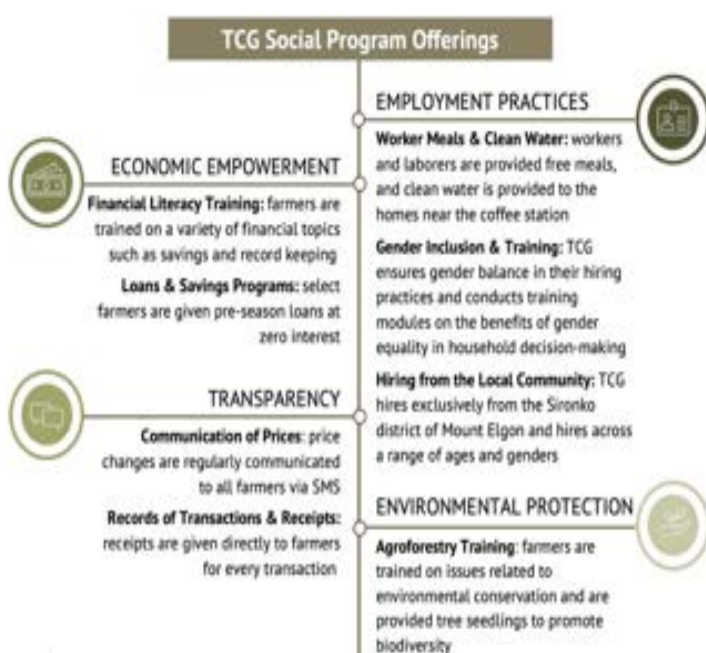 TCG Social Program Offerings
EMPLOYMENT PRACTICES
Worker Meals & Clean Water: workers
and laborers are provided free meals,
and clean water is provided to the
homes near the coffee station
Gender Inclusion & Training: TCG
ensures gender balance in their hiring
practices and conducts training
modules on the benefits of gender
equality in household decision-making
Hiring from the Local Community: TCG
hires exclusively from the Sironko
district of Mount Elgon and hires across
a range of ages and genders
ECONOMIC EMPOWERMENT
Financial Literacy Training: farmers are
trained on a variety of financial topics
such as savings and record keeping
Loans & Savings Programs: select
farmers are given pre-season loans at
zero interest
TRANSPARENCY
Communication of Prices: price
changes are regularly communicated
to all farmers via SMS
Records of Transactions & Receipts:
receipts are given directly to farmers
for every transaction
ENVIRONMENTAL PROTECTION
Agroforestry Training: farmers are
trained on issues related to
environmental conservation and are
provided tree seedlings to promote
biodiversity